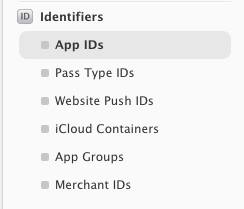 ID Identifiers
App IDs
Pass Type IDs
Website Push IDs
iCloud Containers
App Groups
Merchant IDs